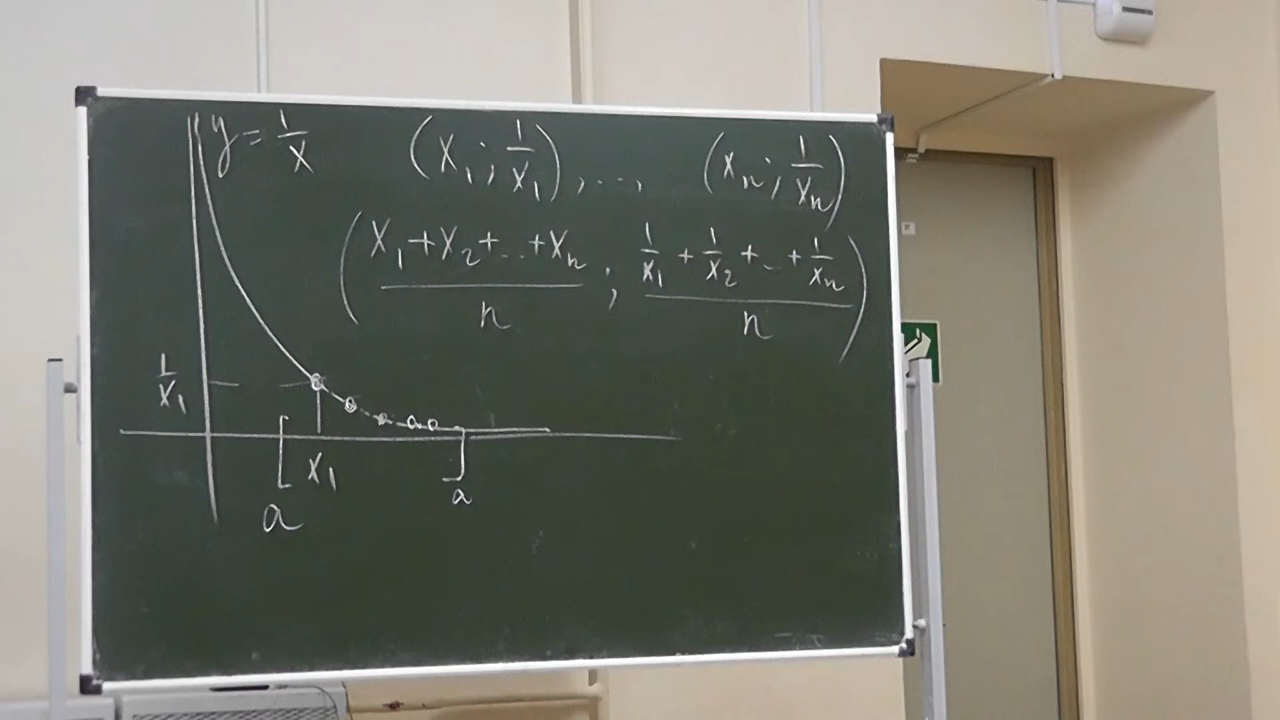 y = 1/x (x₁; 1/x₁), ..., (xₙ; 1/xₙ)
((x₁+x₂+...+xₙ)/n ; (1/x₁ + 1/x₂ + ... + 1/xₙ)/n)
1/x₁
[ x₁ ]
a a